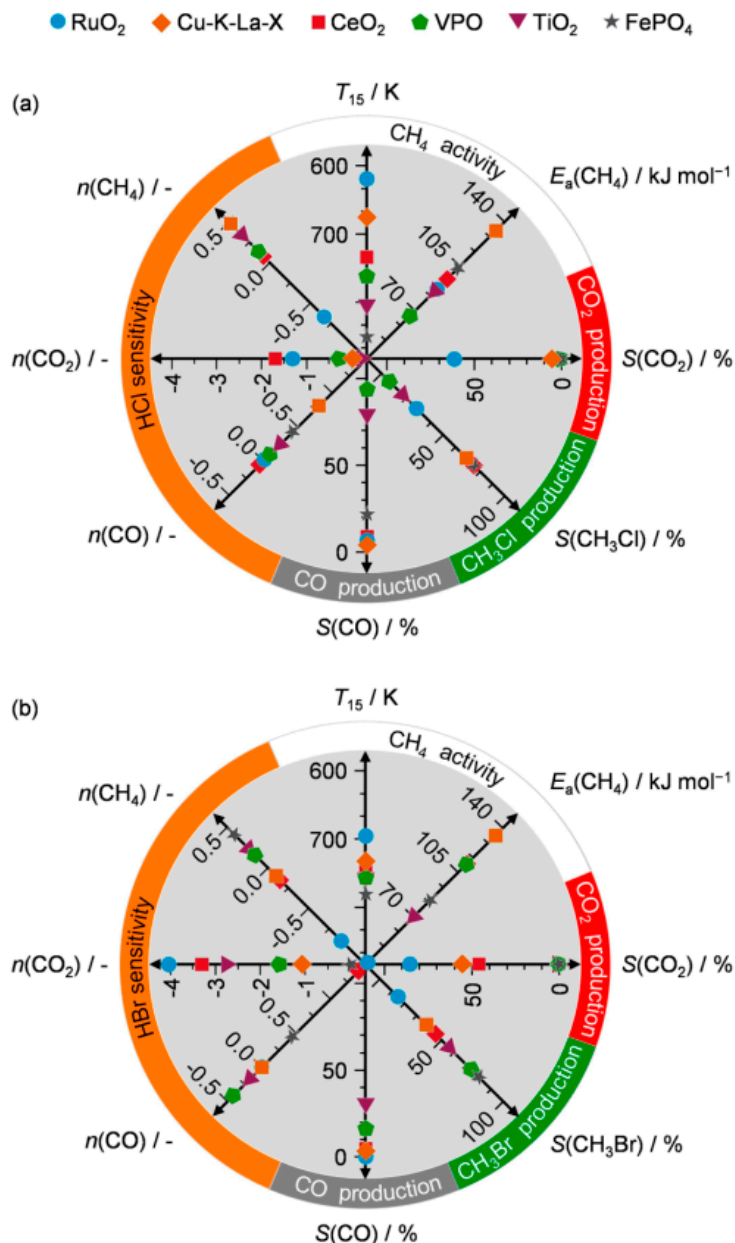 RuO₂ Cu-K-La-X CeO₂ VPO TiO₂ FePO₄
(a)
T₁₅ / K
CH₄ activity
n(CH₄) / -
Eₐ(CH₄) / kJ mol⁻¹
600
700
140
105
70
0.5
0.0
-0.5
n(CO₂) / -
HCl sensitivity
-4
-3
-2
-1
50
0
S(CO₂) / %
CO₂ production
-0.5
0.0
-0.5
n(CO) / -
50
0
50
100
S(CH₃Cl) / %
CH₃Cl production
CO production
S(CO) / %
(b)
T₁₅ / K
CH₄ activity
n(CH₄) / -
Eₐ(CH₄) / kJ mol⁻¹
600
700
140
105
70
0.5
0.0
-0.5
n(CO₂) / -
HBr sensitivity
-4
-3
-2
-1
50
0
S(CO₂) / %
CO₂ production
0.5
0.0
-0.5
n(CO) / -
50
0
50
100
S(CH₃Br) / %
CH₃Br production
CO production
S(CO) / %